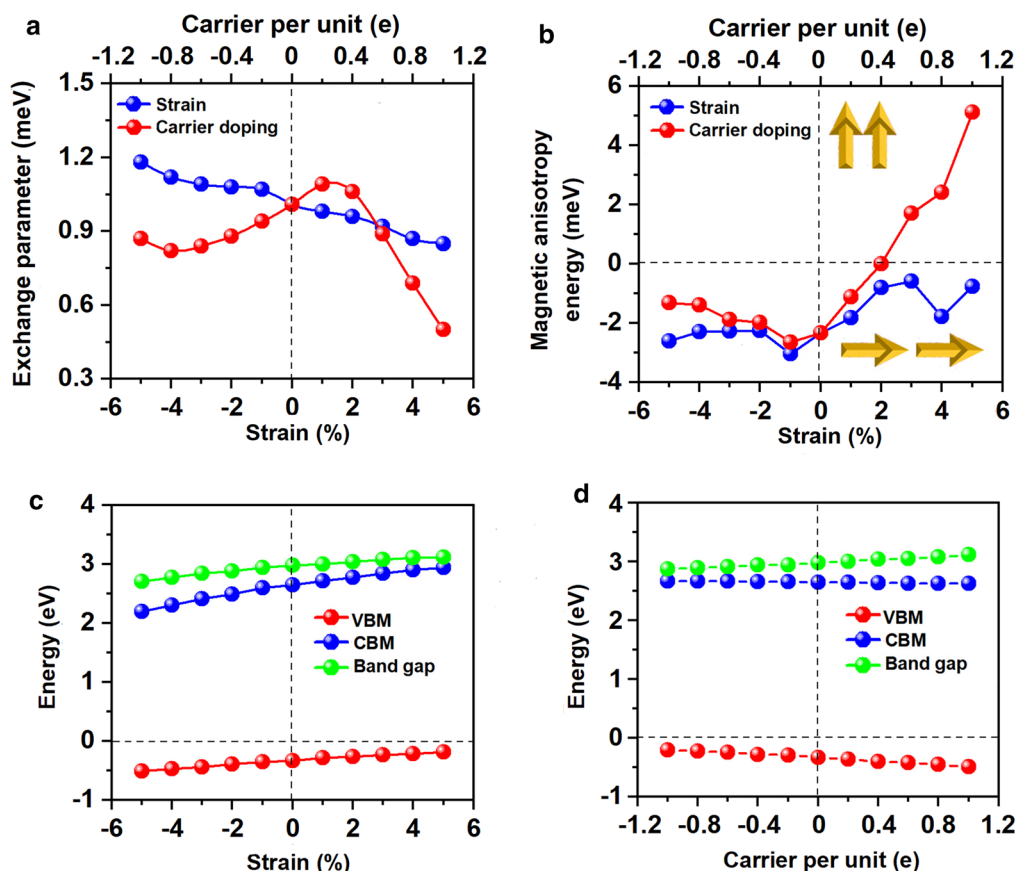 a
Carrier per unit (e)
-1.2 -0.8 -0.4 0 0.4 0.8 1.2
Exchange parameter (meV)
1.5
1.2
0.9
0.6
0.3
Strain
Carrier doping
-6 -4 -2 0 2 4 6
Strain (%)
b
Carrier per unit (e)
-1.2 -0.8 -0.4 0 0.4 0.8 1.2
Magnetic anisotropy
energy (meV)
6
4
2
0
-2
-4
Strain
Carrier doping
-6 -4 -2 0 2 4 6
Strain (%)
c
Energy (eV)
4
3
2
1
0
-1
VBM
CBM
Band gap
-6 -4 -2 0 2 4 6
Strain (%)
d
Energy (eV)
4
3
2
1
0
-1
VBM
CBM
Band gap
-1.2 -0.8 -0.4 0 0.4 0.8 1.2
Carrier per unit (e)